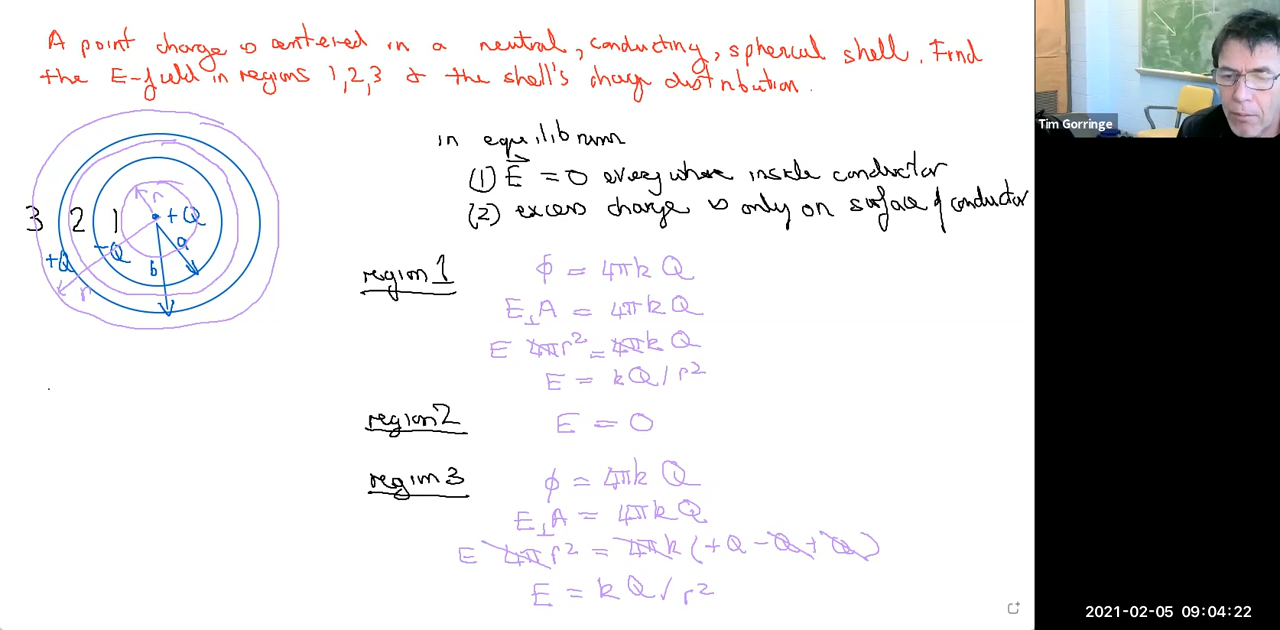 A point charge is centered in a neutral, conducting, spherical shell. Find
the E-field in regions 1,2,3 & the shell's charge distribution.
in equilibrium
(1) E⃗ = 0 everywhere inside conductor
(2) excess charge is only on surface of conductor
3 2 1 +Q
r
a
b
+Q -Q
r
region 1
ϕ = 4πkQ
E⊥A = 4πkQ
E 4πr² = 4πkQ
E = kQ/r²
region 2
E = 0
region 3
ϕ = 4πkQ
E⊥A = 4πkQ
E 4πr² = 4πk(+Q-Q+Q)
E = kQ/r²
Tim Gorringe
2021-02-05 09:04:22